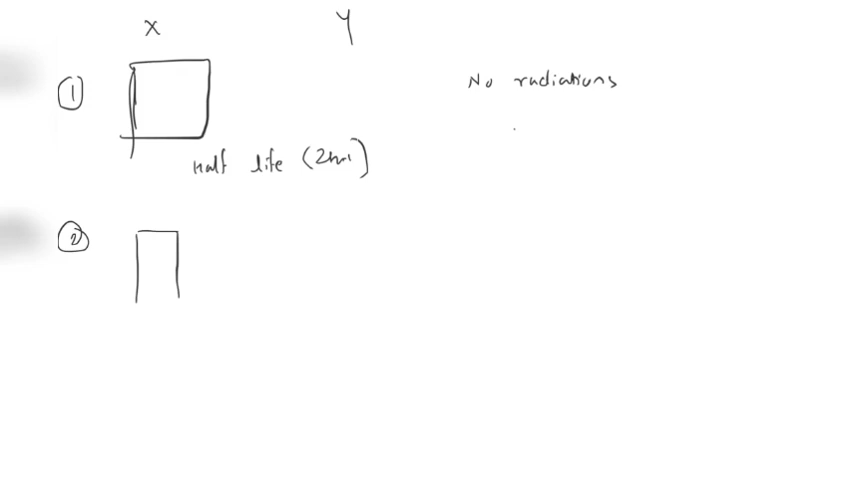 X Y
① No radiations
Half life (2hr)
②